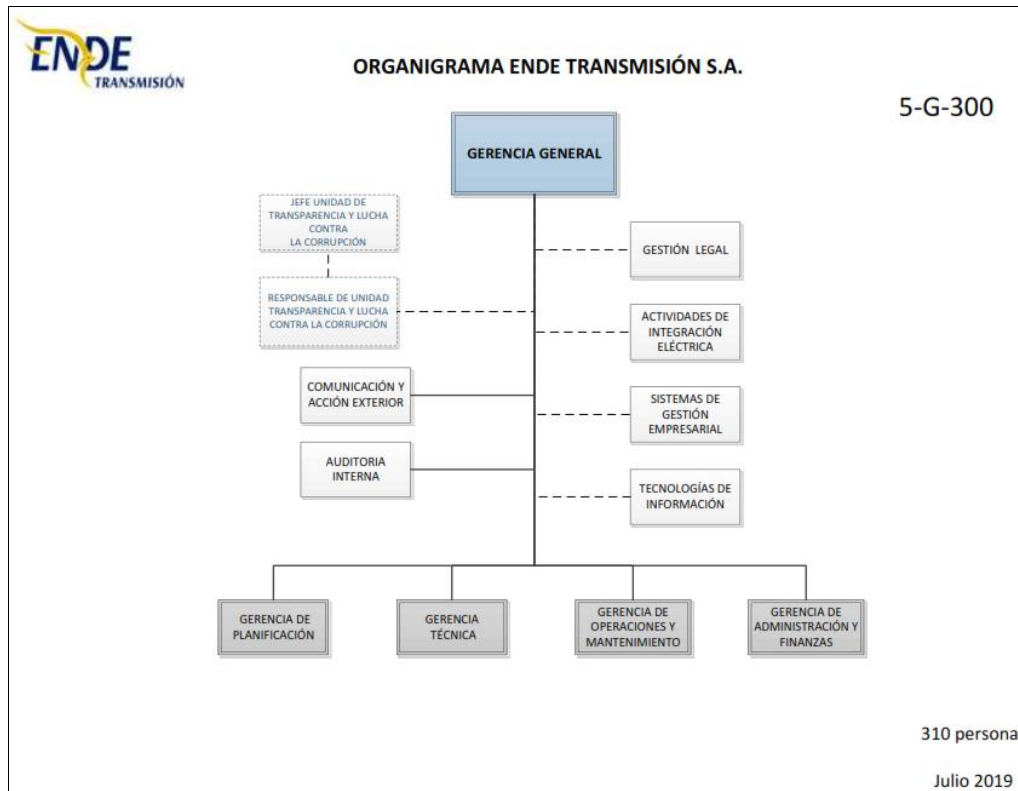 ENDE
TRANSMISIÓN
ORGANIGRAMA ENDE TRANSMISIÓN S.A.
5-G-300
GERENCIA GENERAL
JEFE UNIDAD DE
TRANSPARENCIA Y LUCHA
CONTRA
LA CORRUPCIÓN
RESPONSABLE DE UNIDAD
TRANSPARENCIA Y LUCHA
CONTRA LA CORRUPCIÓN
GESTIÓN LEGAL
ACTIVIDADES DE
INTEGRACIÓN
ELÉCTRICA
COMUNICACIÓN Y
ACCIÓN EXTERIOR
SISTEMAS DE
GESTIÓN
EMPRESARIAL
AUDITORIA
INTERNA
TECNOLOGÍAS DE
INFORMACIÓN
GERENCIA DE
PLANIFICACIÓN
GERENCIA
TÉCNICA
GERENCIA DE
OPERACIONES Y
MANTENIMIENTO
GERENCIA DE
ADMINISTRACIÓN Y
FINANZAS
310 persona
Julio 2019